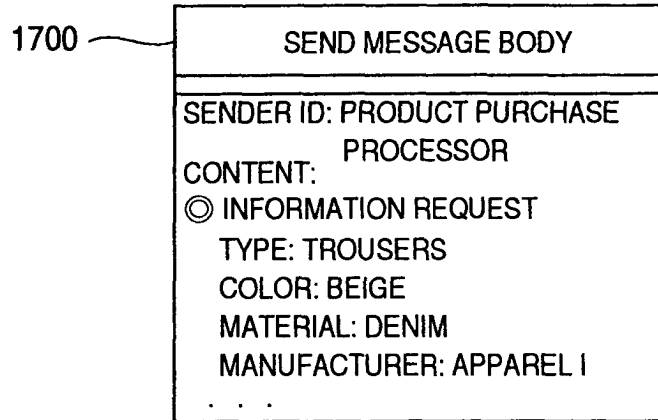 1700
SEND MESSAGE BODY
SENDER ID: PRODUCT PURCHASE
PROCESSOR
CONTENT:
◎ INFORMATION REQUEST
TYPE: TROUSERS
COLOR: BEIGE
MATERIAL: DENIM
MANUFACTURER: APPAREL I
. . .